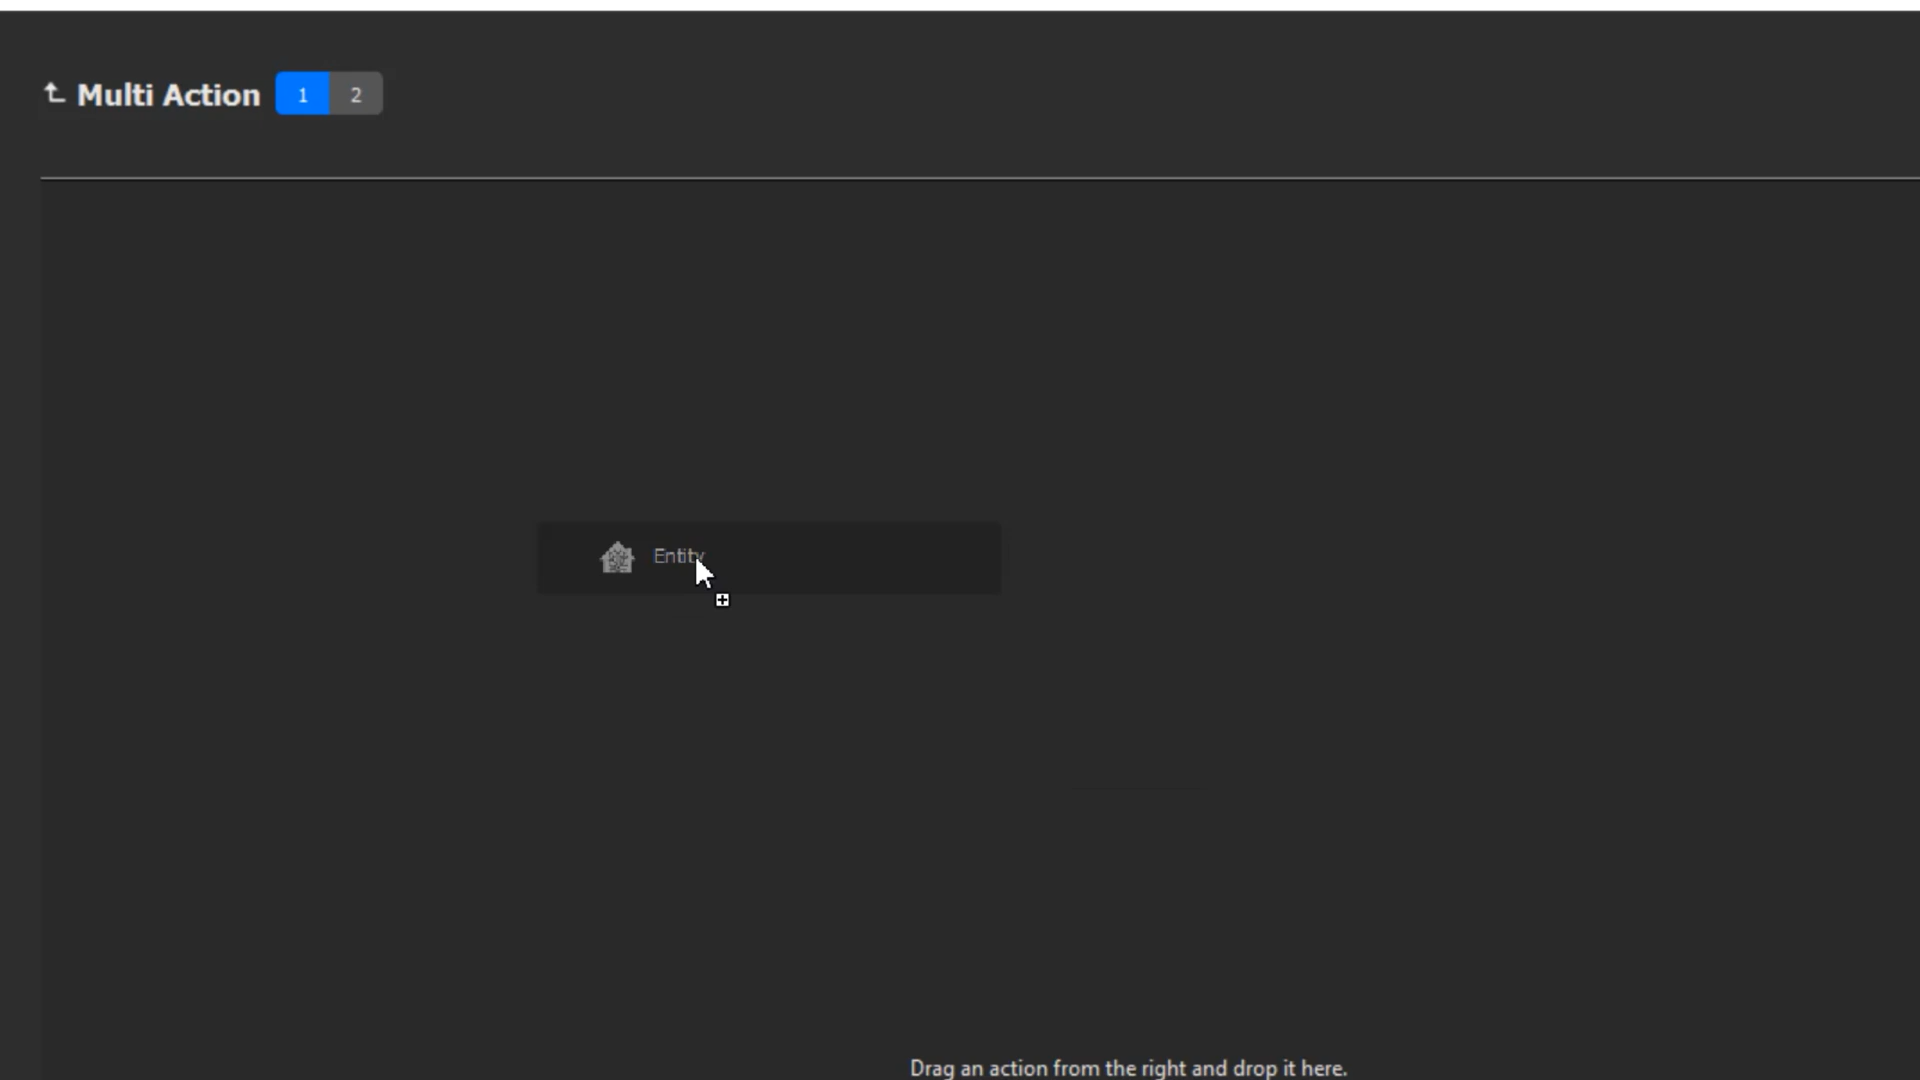 Multi Action 1 2
Entity
Drag an action from the right and drop it here.